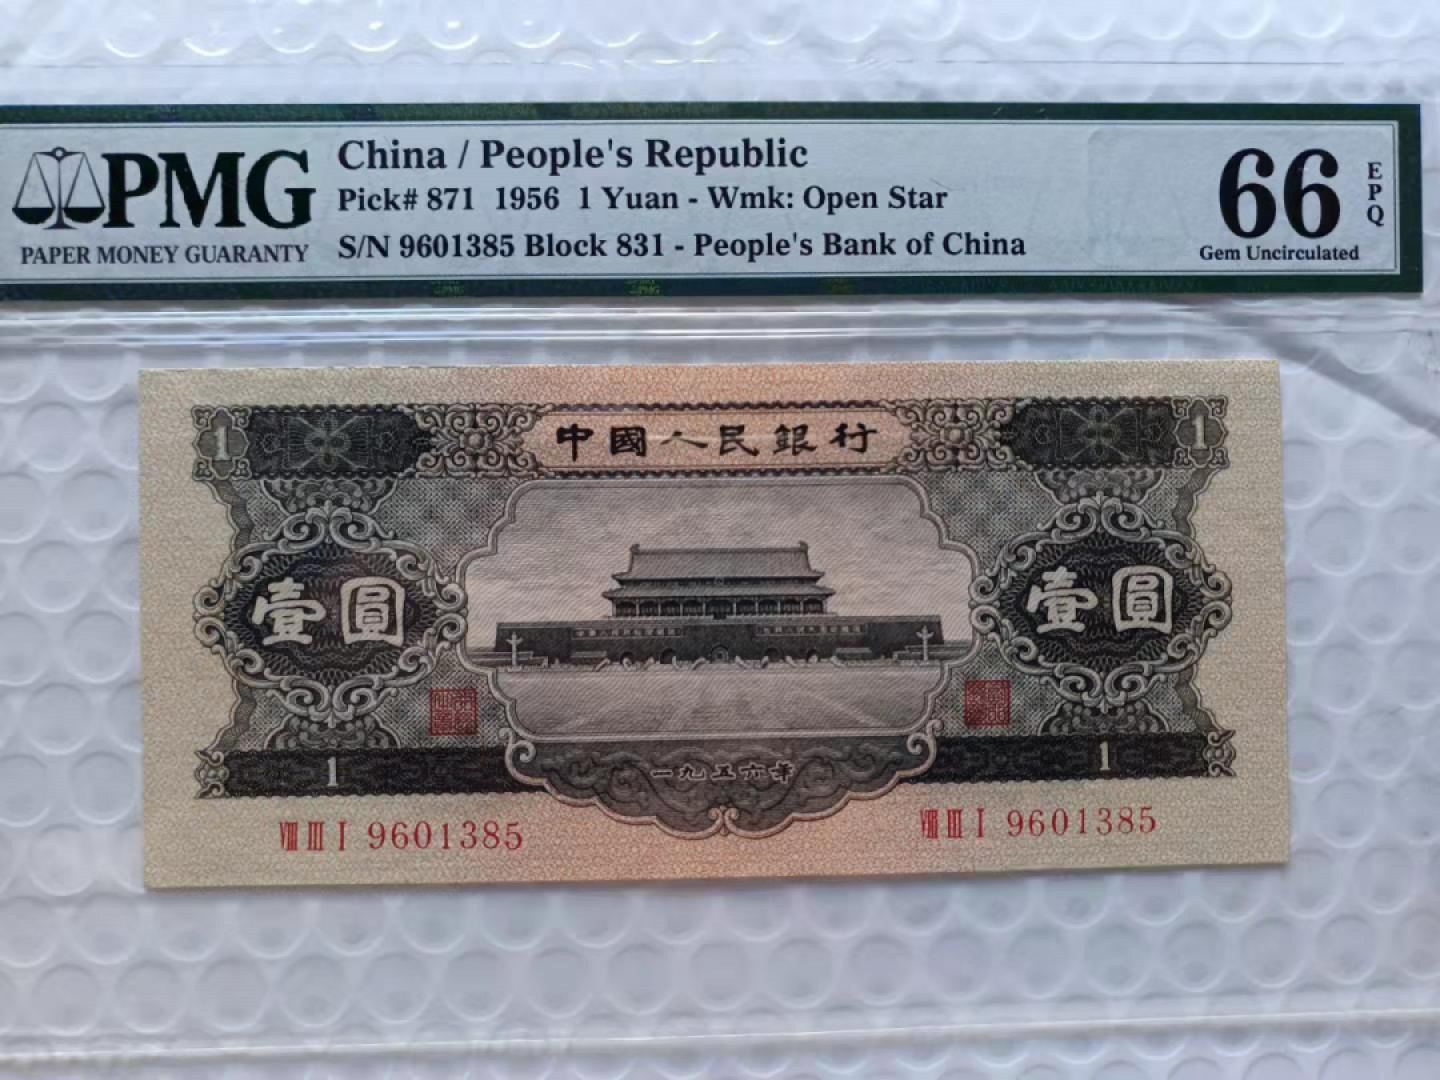 PMG
PAPER MONEY GUARANTY
China / People's Republic
Pick# 871 1956 1 Yuan - Wmk: Open Star
S/N 9601385 Block 831 - People's Bank of China
66 EPQ
Gem Uncirculated
1 中國人民銀行 1
壹圓 壹圓
1 一九五六年 1
VIII III I 9601385 VIII III I 9601385